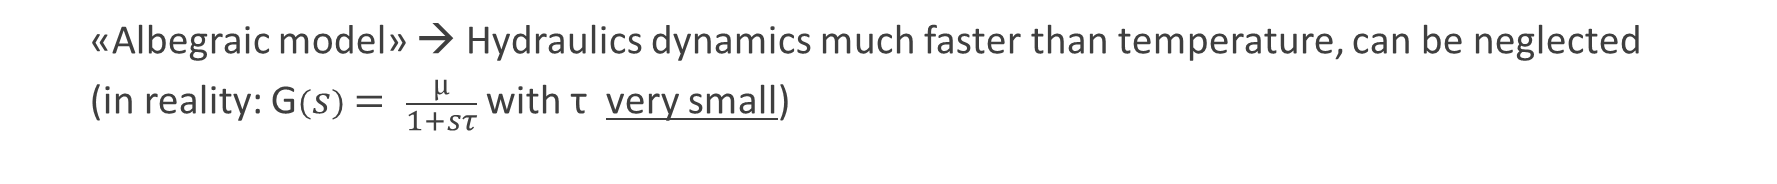 «Albegraic model» → Hydraulics dynamics much faster than temperature, can be neglected
(in reality: G(s) = μ/(1+sτ) with τ very small)